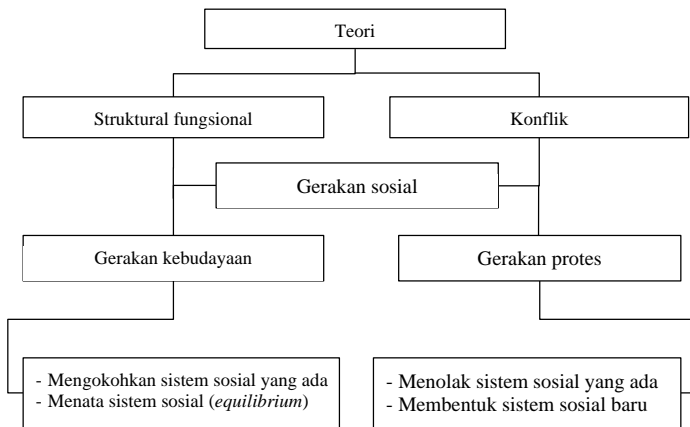 Teori
Struktural fungsional
Konflik
Gerakan sosial
Gerakan kebudayaan
Gerakan protes
- Mengokohkan sistem sosial yang ada
- Menata sistem sosial (equilibrium)
- Menolak sistem sosial yang ada
- Membentuk sistem sosial baru